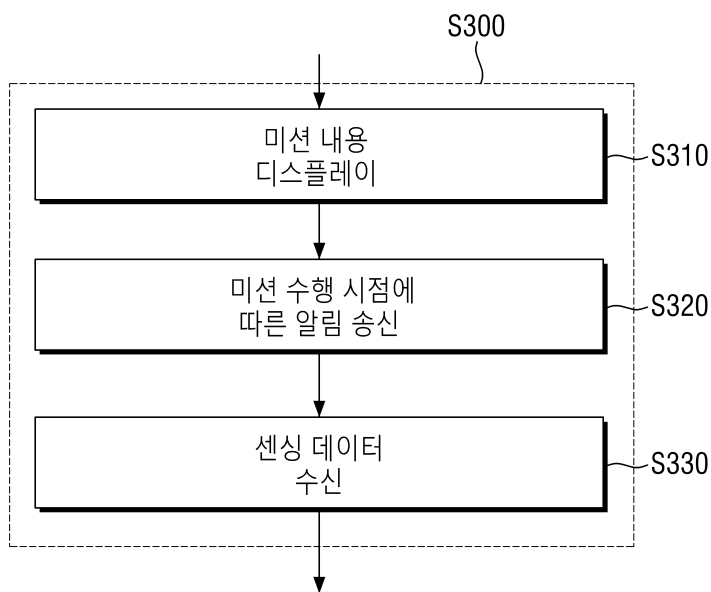 S300
미션 내용
디스플레이
S310
미션 수행 시점에
따른 알림 송신
S320
센싱 데이터
수신
S330